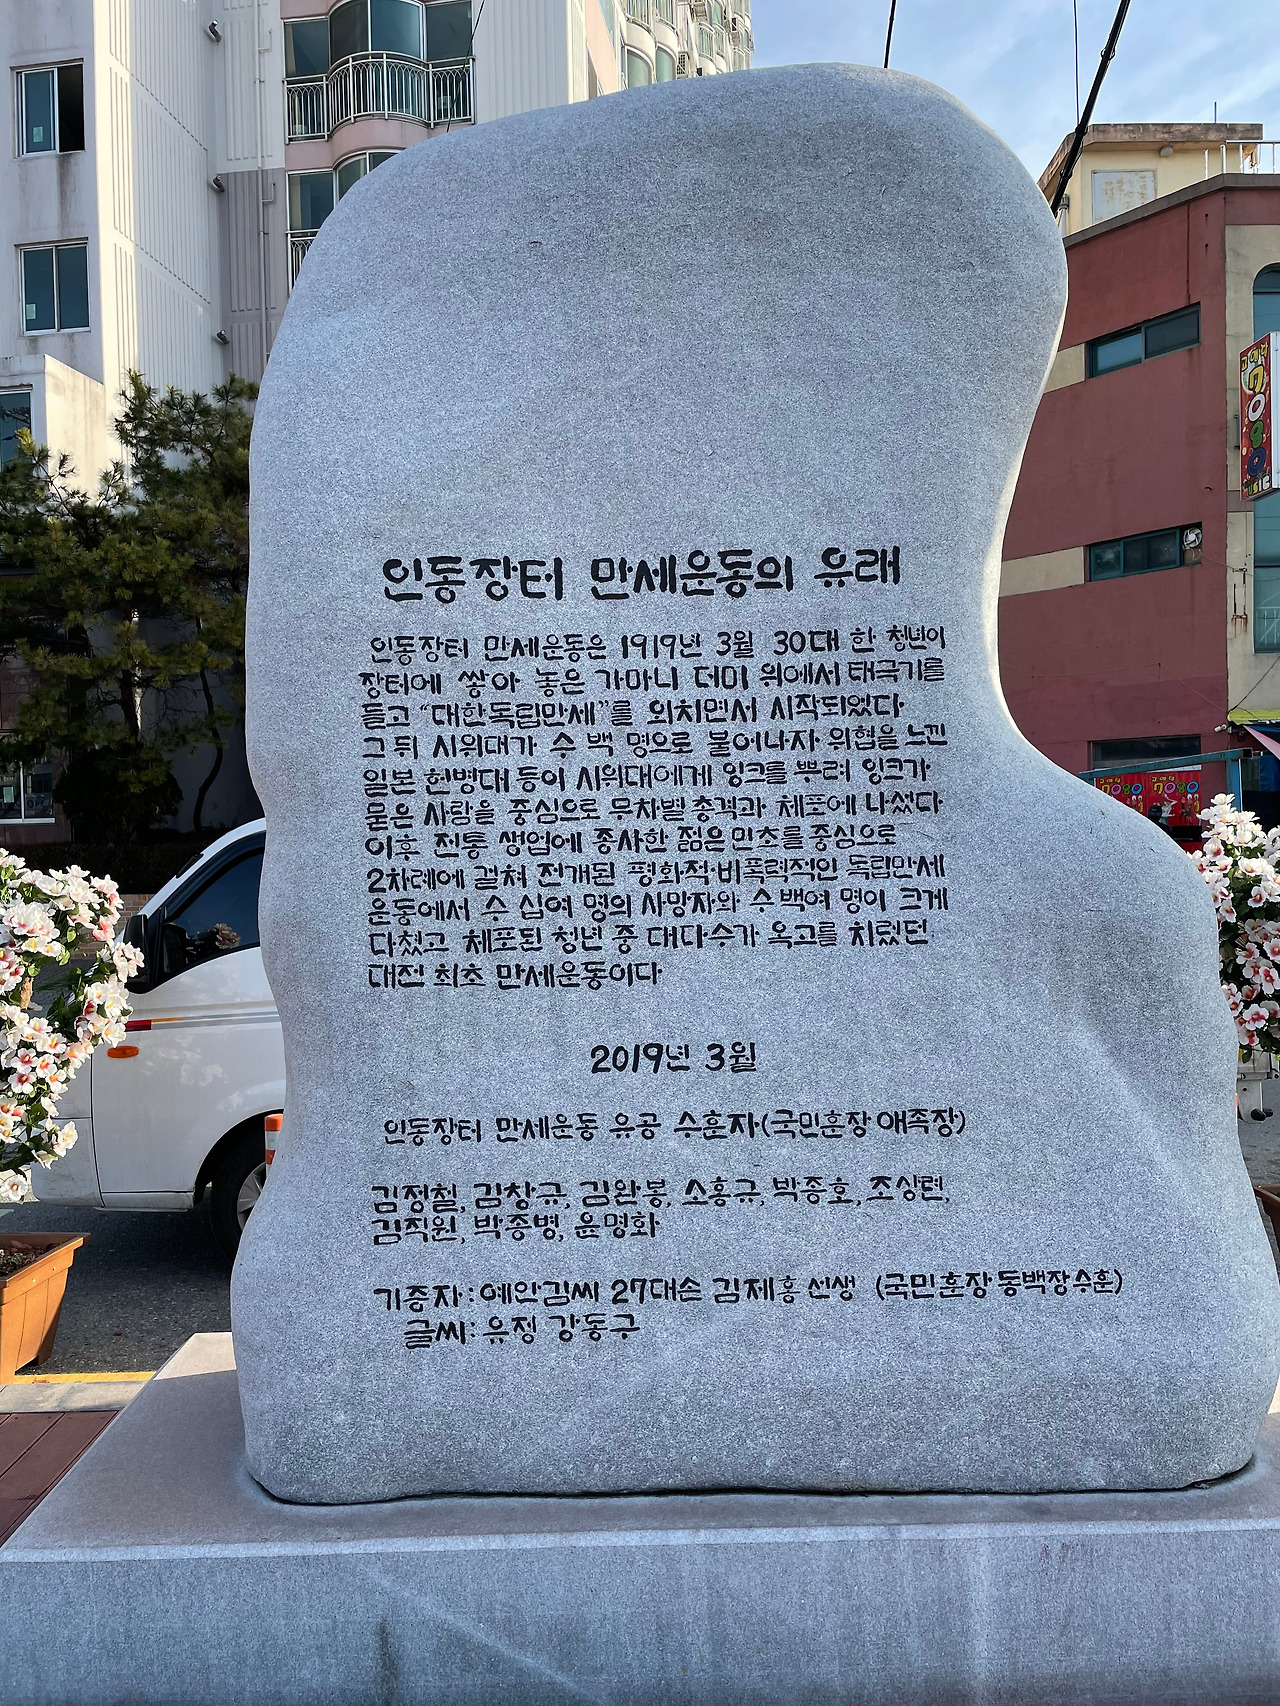 인동장터 만세운동의 유래
인동장터 만세운동은 1919년 3월 30대 한 청년이
장터에 쌓아 놓은 가마니 더미 위에서 태극기를
들고 "대한독립만세"를 외치면서 시작되었다
그 뒤 시위대가 수 백 명으로 불어나자 위협을 느낀
일본 헌병대 등이 시위대에게 잉크를 뿌려 잉크가
묻은 사람을 중심으로 무차별 총격과 체포에 나섰다
이후 전통 생업에 종사한 젊은 민초를 중심으로
2차례에 걸쳐 전개된 평화적·비폭력적인 독립만세
운동에서 수 십여 명의 사망자와 수 백여 명이 크게
다쳤고 체포된 청년 중 대다수가 옥고를 치렀던
대전 최초 만세운동이다
2019년 3월
인동장터 만세운동 유공 수훈자(국민훈장 애족장)
김정철, 김창규, 김완봉, 소홍규, 박종호, 조상련,
김직원, 박종병, 윤명화
기증자 : 예안김씨 27대손 김제홍 선생 (국민훈장 동백장 수훈)
글씨 : 유정 강동구
고애다
7080
MUSIC
7080
7080